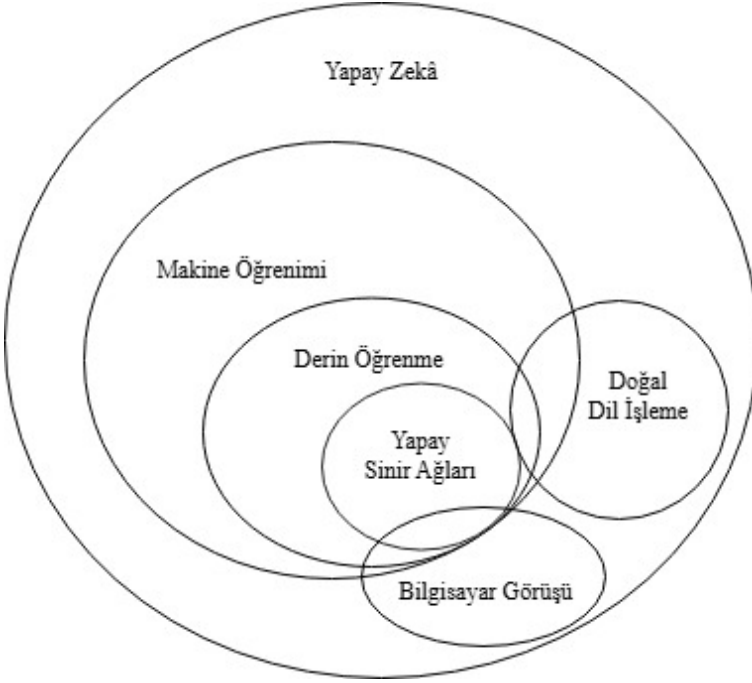 Yapay Zekâ
Makine Öğrenimi
Derin Öğrenme
Doğal
Dil İşleme
Yapay
Sinir Ağları
Bilgisayar Görüşü